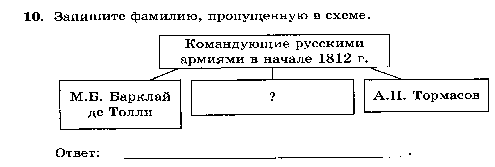 10. Запишите фамилию, пропущенную в схеме.
Командующие русскими
армиями в начале 1812 г.
М.Б. Барклай
де Толли
?
А.П. Тормасов
Ответ: